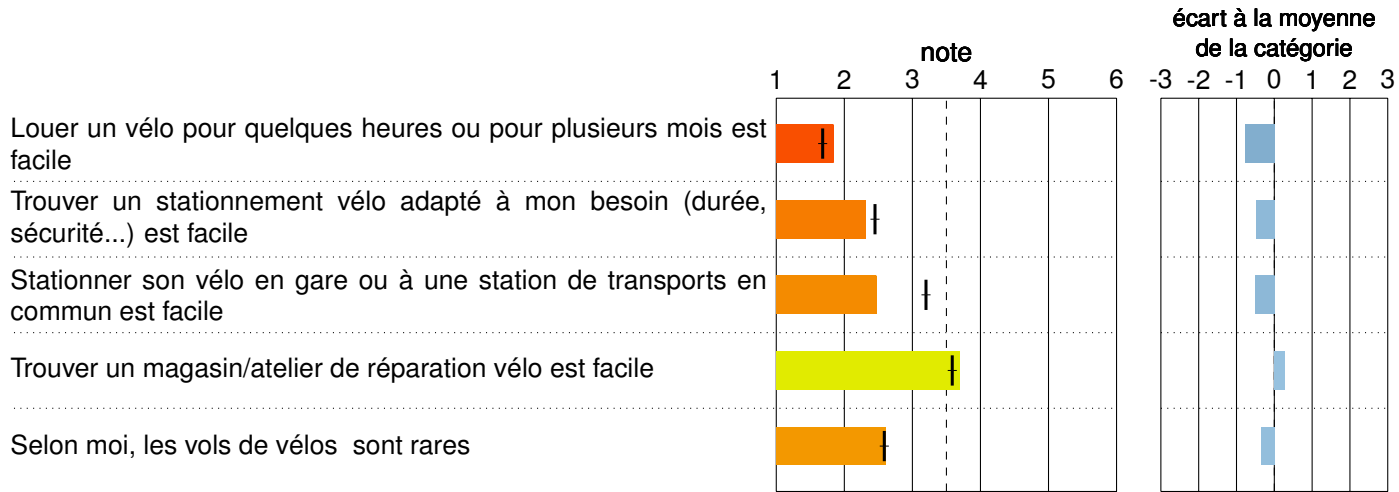 écart à la moyenne
note
de la catégorie
1 2 3 4 5 6
-3 -2 -1 0 1 2 3
Louer un vélo pour quelques heures ou pour plusieurs mois est
facile
Trouver un stationnement vélo adapté à mon besoin (durée,
sécurité...) est facile
Stationner son vélo en gare ou à une station de transports en
commun est facile
Trouver un magasin/atelier de réparation vélo est facile
Selon moi, les vols de vélos sont rares